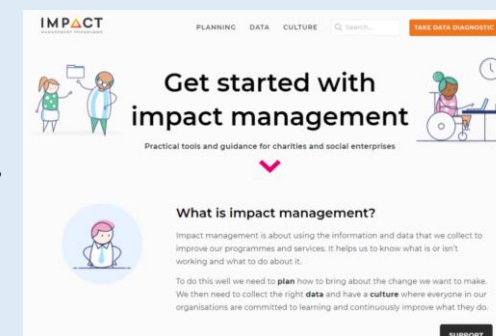 IMPACT
MANAGEMENT PROGRAMME
PLANNING DATA CULTURE Search... TAKE DATA DIAGNOSTIC
Get started with
impact management
Practical tools and guidance for charities and social enterprises
What is impact management?
Impact management is about using the information and data that we collect to
improve our programmes and services. It helps us to know what is or isn't
working and what to do about it.
To do this well we need to plan how to bring about the change we want to make.
We then need to collect the right data and have a culture where everyone in our
organisations are committed to learning and continuously improve what they do.
SUPPORT